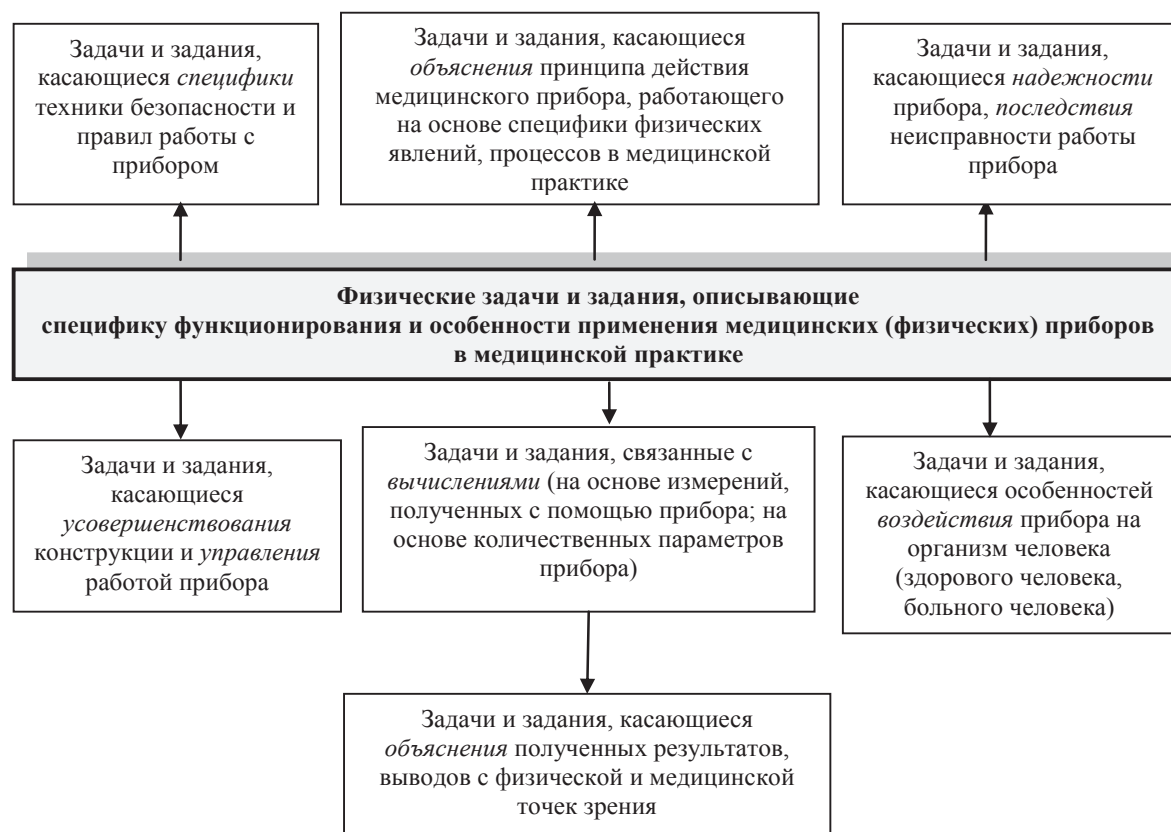 Задачи и задания,
касающиеся специфики
техники безопасности и
правил работы с
прибором
Задачи и задания, касающиеся
объяснения принципа действия
медицинского прибора, работающего
на основе специфики физических
явлений, процессов в медицинской
практике
Задачи и задания,
касающиеся надежности
прибора, последствия
неисправности работы
прибора
Физические задачи и задания, описывающие
специфику функционирования и особенности применения медицинских (физических) приборов
в медицинской практике
Задачи и задания,
касающиеся
усовершенствования
конструкции и управления
работой прибора
Задачи и задания, связанные с
вычислениями (на основе измерений,
полученных с помощью прибора; на
основе количественных параметров
прибора)
Задачи и задания,
касающиеся особенностей
воздействия прибора на
организм человека
(здорового человека,
больного человека)
Задачи и задания, касающиеся
объяснения полученных результатов,
выводов с физической и медицинской
точек зрения